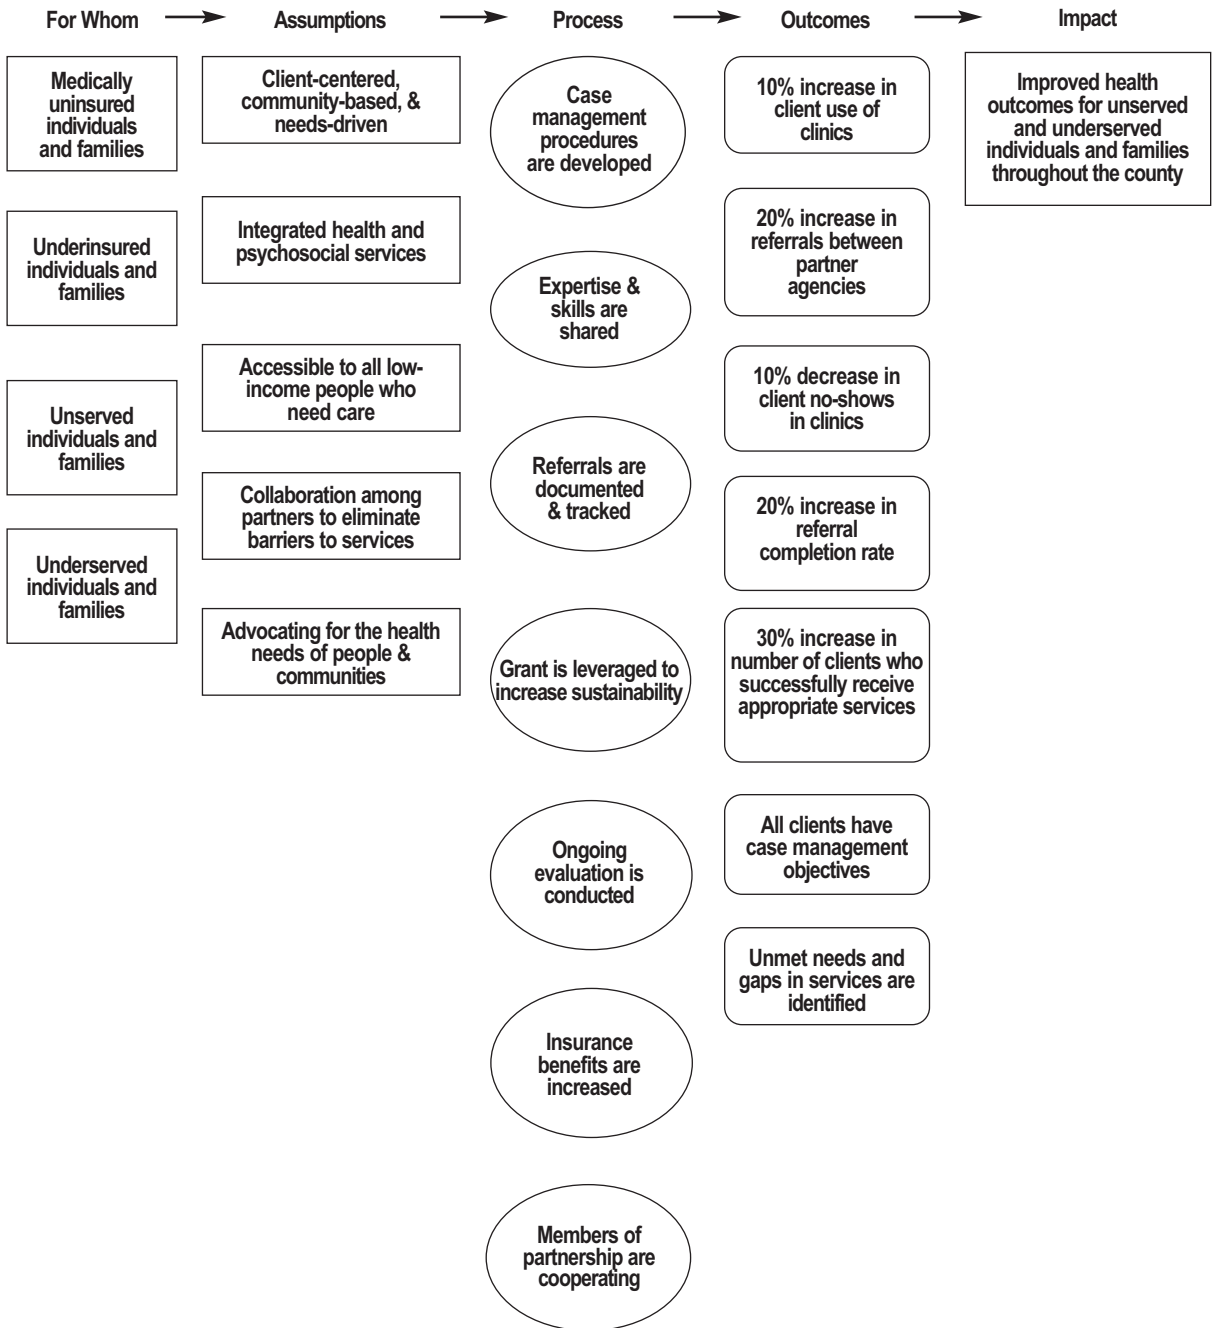 For Whom
Assumptions
Process
Outcomes
Impact
Medically
uninsured
individuals
and families
Underinsured
individuals and
families
Unserved
individuals and
families
Underserved
individuals and
families
Client-centered,
community-based, &
needs-driven
Integrated health and
psychosocial services
Accessible to all low-
income people who
need care
Collaboration among
partners to eliminate
barriers to services
Advocating for the health
needs of people &
communities
Case
management
procedures
are developed
Expertise &
skills are
shared
Referrals are
documented
& tracked
Grant is leveraged to
increase sustainability
Ongoing
evaluation is
conducted
Insurance
benefits are
increased
Members of
partnership are
cooperating
10% increase in
client use of
clinics
20% increase in
referrals between
partner
agencies
10% decrease in
client no-shows
in clinics
20% increase in
referral
completion rate
30% increase in
number of clients who
successfully receive
appropriate services
All clients have
case management
objectives
Unmet needs and
gaps in services are
identified
Improved health
outcomes for unserved
and underserved
individuals and families
throughout the county